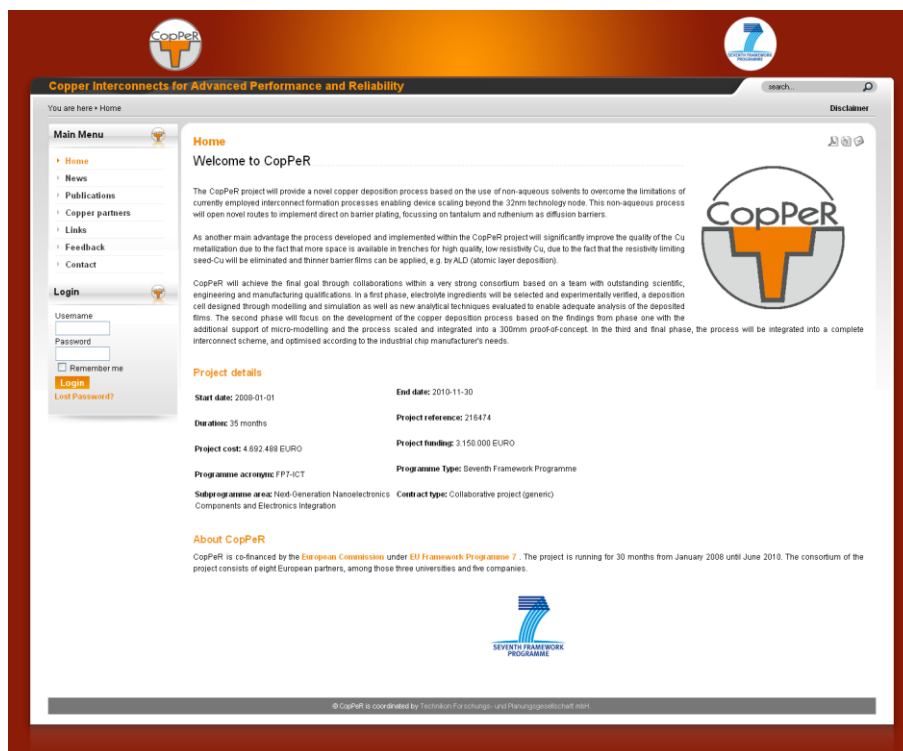 CopPeR
SEVENTH FRAMEWORK
PROGRAMME
Copper Interconnects for Advanced Performance and Reliability
search...
You are here • Home
Disclaimer
Main Menu
Home
News
Publications
Copper partners
Links
Feedback
Contact
Login
Username
Password
Remember me
Login
Lost Password?
Home
Welcome to CopPeR
The CopPeR project will provide a novel copper deposition process based on the use of non-aqueous solvents to overcome the limitations of
currently employed interconnect formation processes enabling device scaling beyond the 32nm technology node. This non-aqueous process
will open novel routes to implement direct on barrier plating, focussing on tantalum and ruthenium as diffusion barriers.
As another main advantage the process developed and implemented within the CopPeR project will significantly improve the quality of the Cu
metallization due to the fact that more space is available in trenches for high quality, low resistivity Cu, due to the fact that the resistivity limiting
seed-Cu will be eliminated and thinner barrier films can be applied, e.g. by ALD (atomic layer deposition).
CopPeR will achieve the final goal through collaborations within a very strong consortium based on a team with outstanding scientific,
engineering and manufacturing qualifications. In a first phase, electrolyte ingredients will be selected and experimentally verified, a deposition
cell designed through modelling and simulation as well as new analytical techniques evaluated to enable adequate analysis of the deposited
films. The second phase will focus on the development of the copper deposition process based on the findings from phase one with the
additional support of micro-modelling and the process scaled and integrated into a 300mm proof-of-concept. In the third and final phase, the process will be integrated into a complete
interconnect scheme, and optimised according to the industrial chip manufacturer's needs.
CopPeR
Project details
Start date: 2008-01-01
End date: 2010-11-30
Duration: 35 months
Project reference: 216474
Project cost: 4.692.488 EURO
Project funding: 3.150.000 EURO
Programme acronym: FP7-ICT
Programme Type: Seventh Framework Programme
Subprogramme area: Next-Generation Nanoelectronics
Components and Electronics Integration
Contract type: Collaborative project (generic)
About CopPeR
CopPeR is co-financed by the European Commission under EU Framework Programme 7 . The project is running for 30 months from January 2008 until June 2010. The consortium of the
project consists of eight European partners, among those three universities and five companies.
SEVENTH FRAMEWORK
PROGRAMME
© CopPeR is coordinated by Technikon Forschungs- und Planungsgesellschaft mbH.